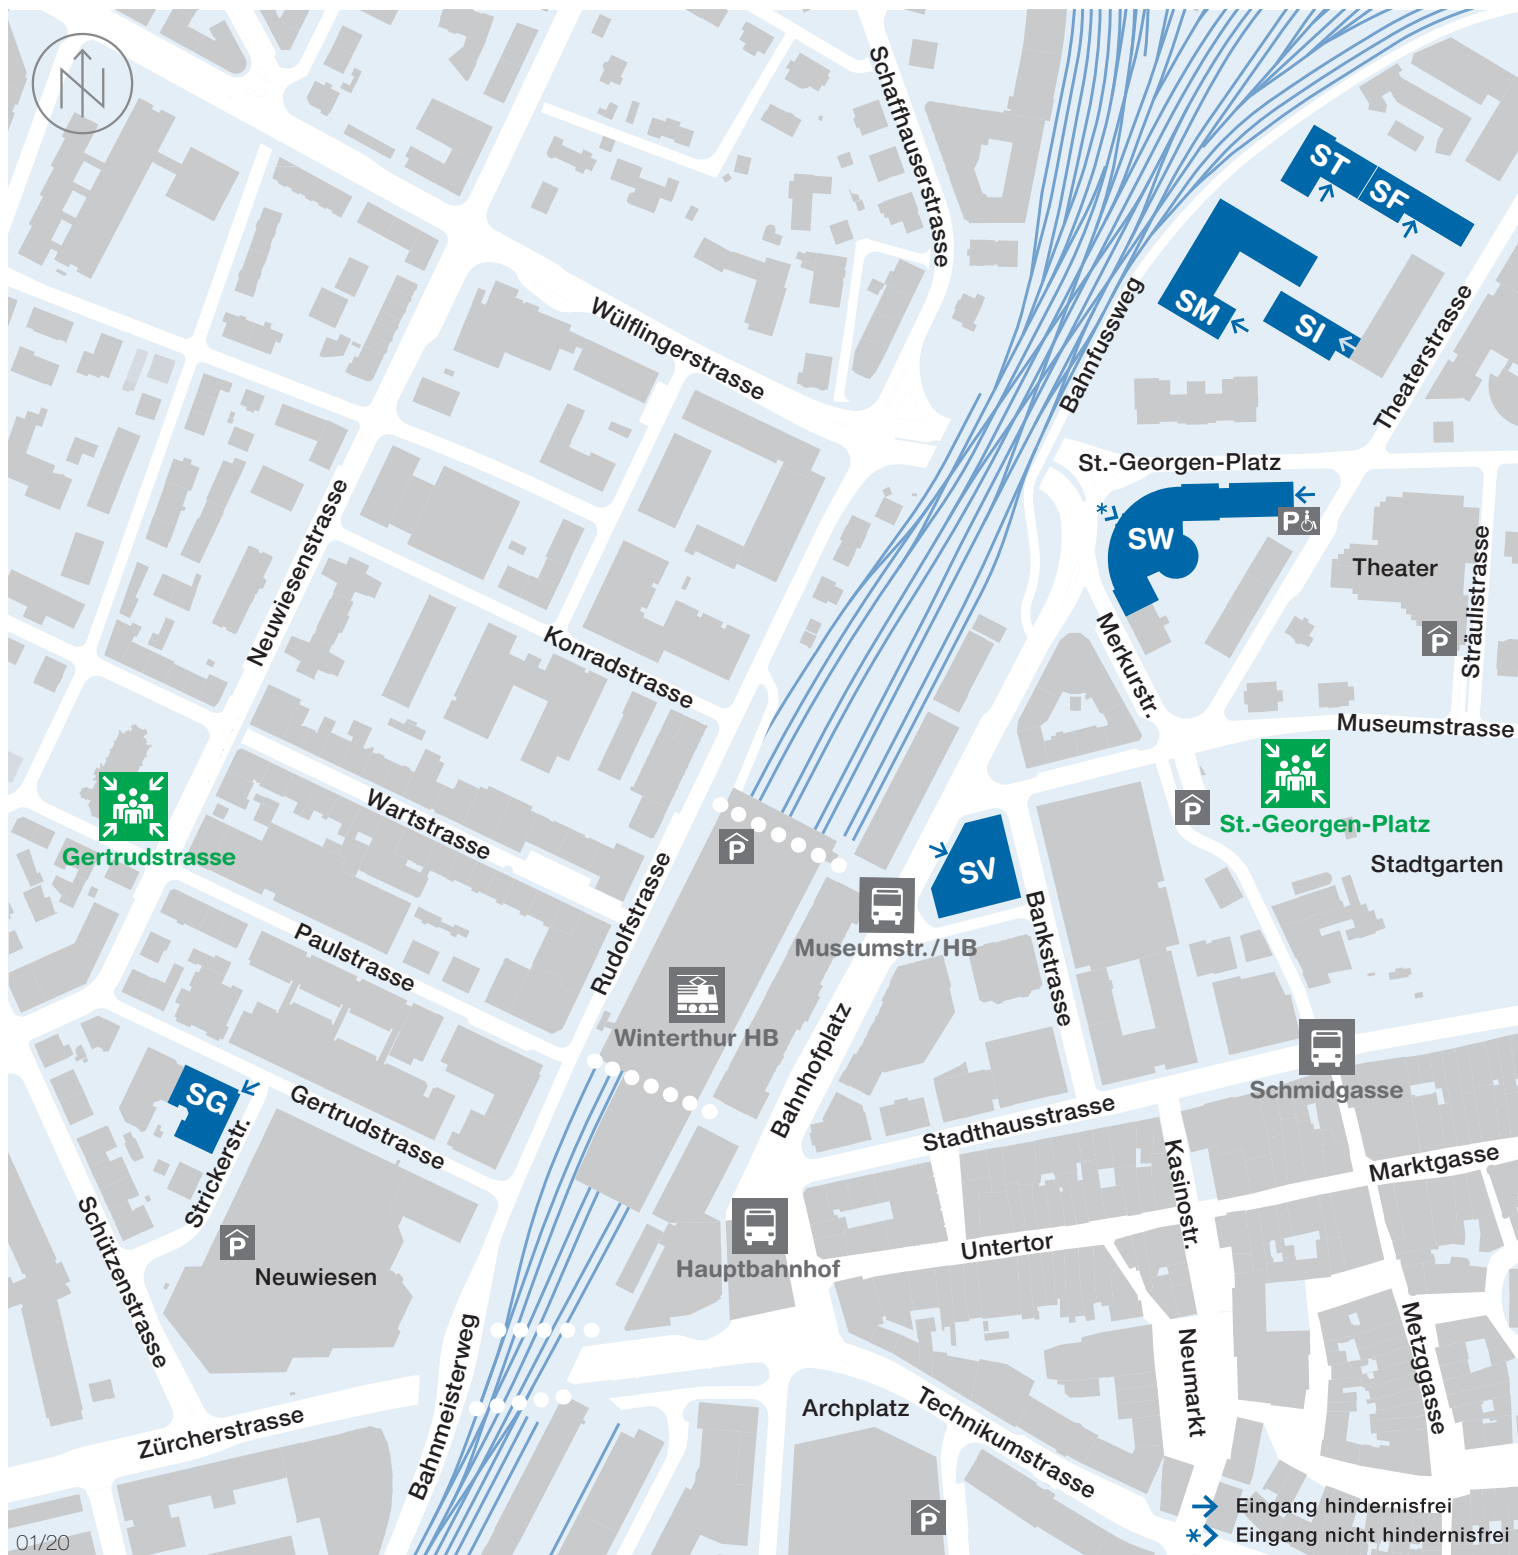 N
Schaffhauserstrasse
ST
SF
SM
SI
Bahnfussweg
Theaterstrasse
Wülflingerstrasse
St.-Georgen-Platz
*
SW
P
Theater
P
Sträulistrasse
Neuwiesenstrasse
Konradstrasse
Merkurstr.
Museumstrasse
P
St.-Georgen-Platz
Stadtgarten
Gertrudstrasse
Wartstrasse
P
SV
Rudolfstrasse
Museumstr./HB
Bankstrasse
Paulstrasse
Winterthur HB
Bahnhofplatz
Schmidgasse
SG
Gertrudstrasse
Strickerstr.
Stadthausstrasse
Kasinostr.
Marktgasse
Schützenstrasse
P
Neuwiesen
Hauptbahnhof
Untertor
Bahnmeisterweg
Neumarkt
Metzggasse
Zürcherstrasse
Archplatz
Technikumstrasse
P
Eingang hindernisfrei
* Eingang nicht hindernisfrei
01/20